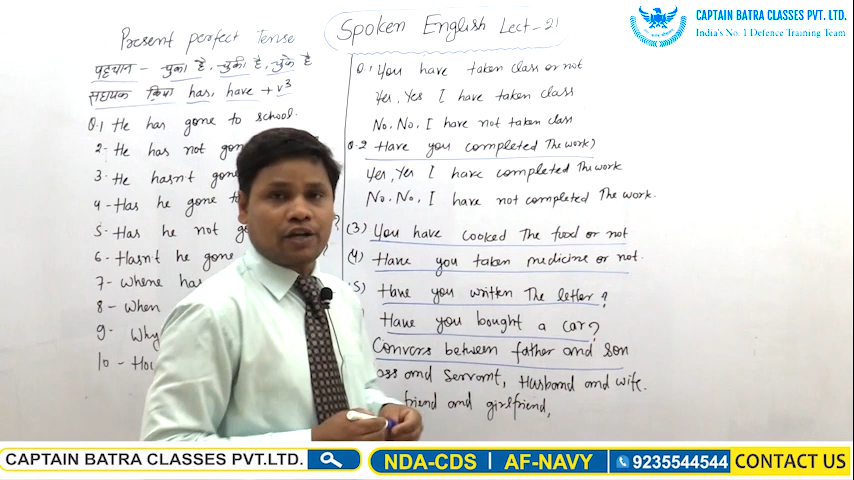 Present perfect tense
पहचान - चुका है, चुकी है, चुके है
सहायक क्रिया has, have + v3
Q.1 He has gone to school.
2- He has not gon
3- He hasn't gone
4- Has he gone t
5- Has he not g
6- Hasn't he gone
7- Where has
8- When
9- Why
10- Ho
Spoken English Lect-21
Q.1 You have taken class or not
Yes, Yes I have taken class
No. No, I have not taken class
Q.2 Have you completed The work?
Yes, Yes I have completed The work
No. No, I have not completed The work.
(3) You have cooked The food or not
(4) Have you taken medicine or not.
5) Have you written The letter?
Have you bought a car?
Convers between father and son
oss and Servant, Husband and wife.
friend and girlfriend,
CAPTAIN BATRA CLASSES PVT. LTD.
India's No. 1 Defence Training Team
CAPTAIN BATRA CLASSES PVT.LTD. NDA-CDS | AF-NAVY 9235544544 CONTACT US